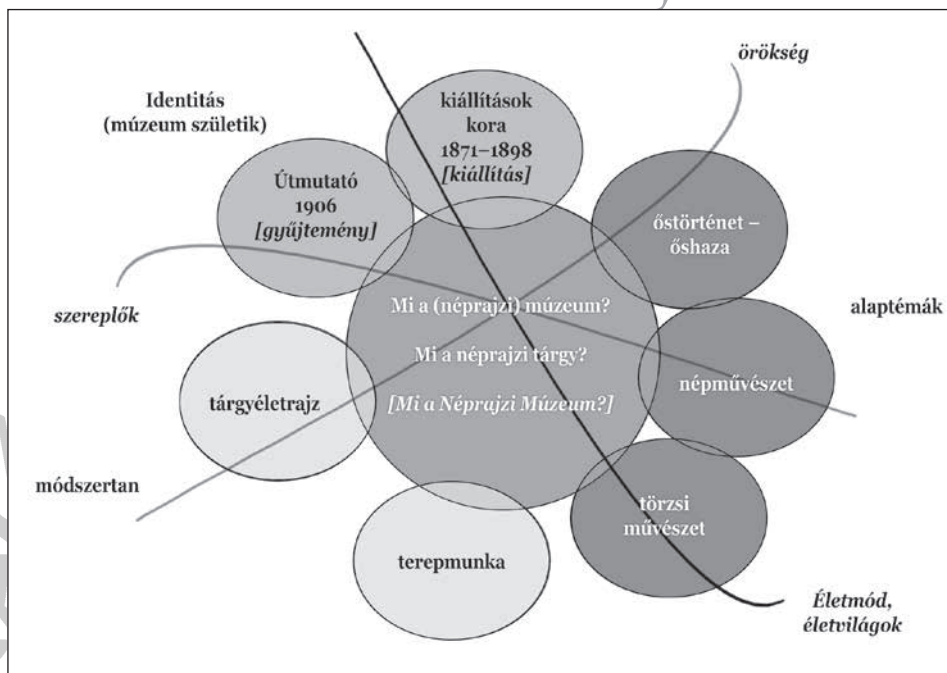 örökség
Identitás
(múzeum születik)
kiállítások
kora
1871–1898
[kiállítás]
Útmutató
1906
[gyűjtemény]
őstörténet –
őshaza
szereplők
Mi a (néprajzi) múzeum?
Mi a néprajzi tárgy?
[Mi a Néprajzi Múzeum?]
alaptémák
népművészet
tárgyéletrajz
módszertan
törzsi
művészet
terepmunka
Életmód,
életvilágok